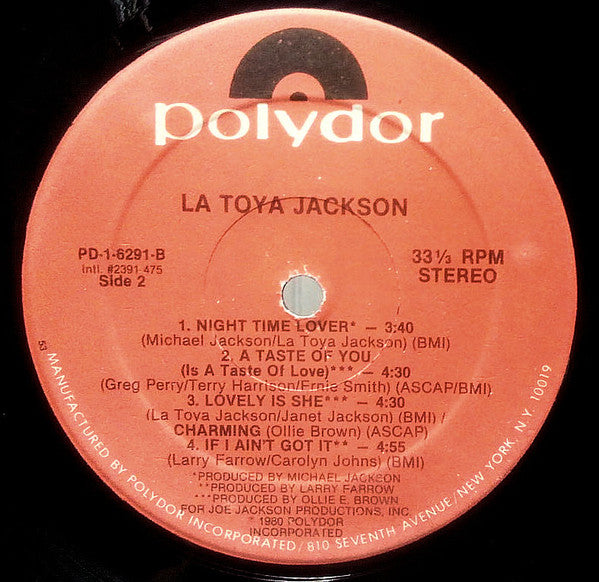 polydor
LA TOYA JACKSON
PD-1-6291-B
Intl. #2391-475
Side 2
33⅓ RPM
STEREO
1. NIGHT TIME LOVER* — 3:40
(Michael Jackson/La Toya Jackson) (BMI)
2. A TASTE OF YOU
(Is A Taste Of Love)*** — 4:30
(Greg Perry/Terry Harrison/Ernie Smith) (ASCAP/BMI)
3. LOVELY IS SHE*** — 4:30
(La Toya Jackson/Janet Jackson) (BMI) /
CHARMING (Ollie Brown) (ASCAP)
4. IF I AIN'T GOT IT** — 4:55
(Larry Farrow/Carolyn Johns) (BMI)
*PRODUCED BY MICHAEL JACKSON
**PRODUCED BY LARRY FARROW
***PRODUCED BY OLLIE E. BROWN
FOR JOE JACKSON PRODUCTIONS, INC.
℗ 1980 POLYDOR
INCORPORATED
53
MANUFACTURED BY POLYDOR INCORPORATED/810 SEVENTH AVENUE/NEW YORK, N.Y. 10019